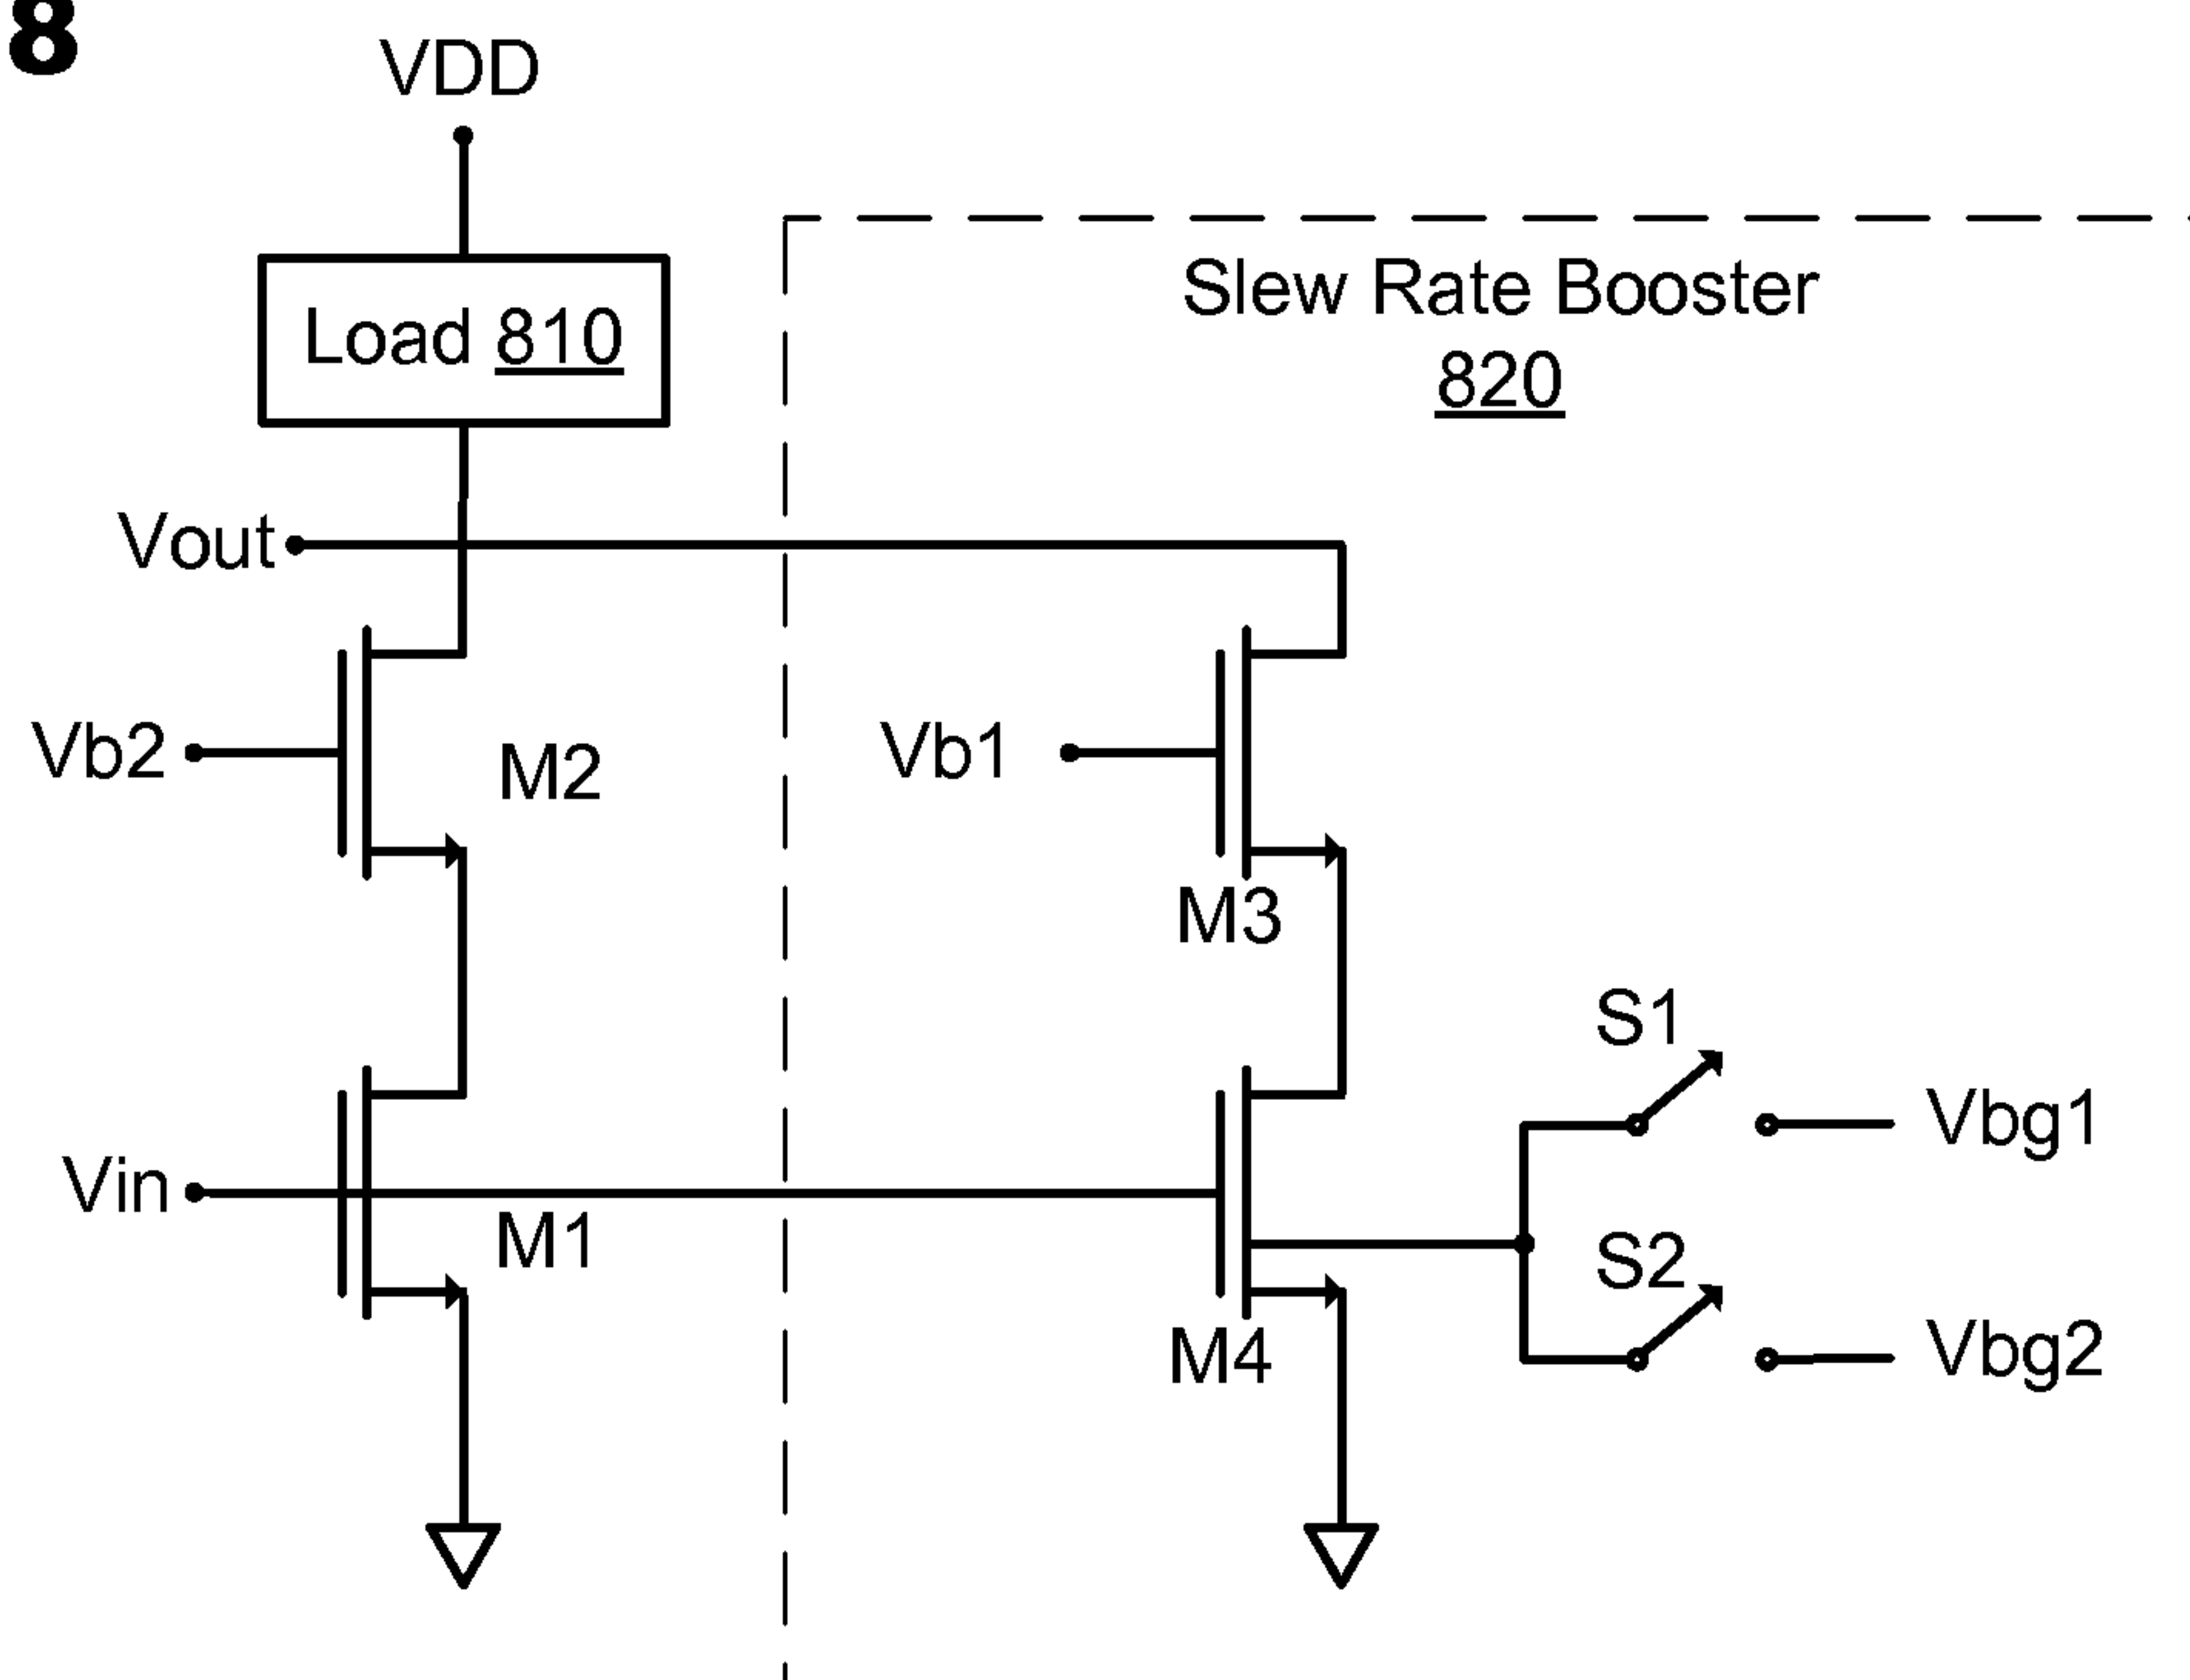 8
VDD
Load 810
Slew Rate Booster
820
Vout
Vb2
M2
Vb1
M3
S1
Vbg1
Vin
M1
S2
M4
Vbg2